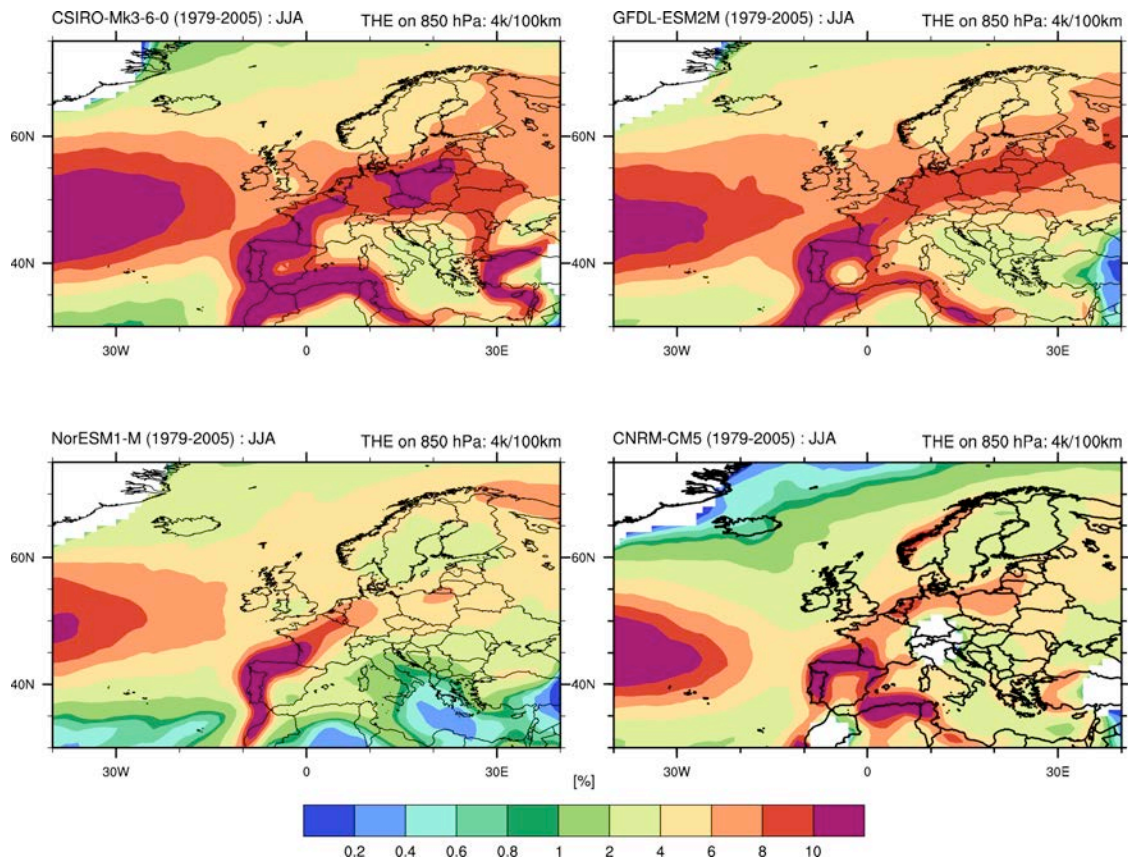 CSIRO-Mk3-6-0 (1979-2005) : JJA THE on 850 hPa: 4k/100km
GFDL-ESM2M (1979-2005) : JJA THE on 850 hPa: 4k/100km
60N 60N
40N 40N
30W 0 30E 30W 0 30E
NorESM1-M (1979-2005) : JJA THE on 850 hPa: 4k/100km
CNRM-CM5 (1979-2005) : JJA THE on 850 hPa: 4k/100km
60N 60N
40N 40N
30W 0 30E 30W 0 30E
[%]
0.2 0.4 0.6 0.8 1 2 4 6 8 10